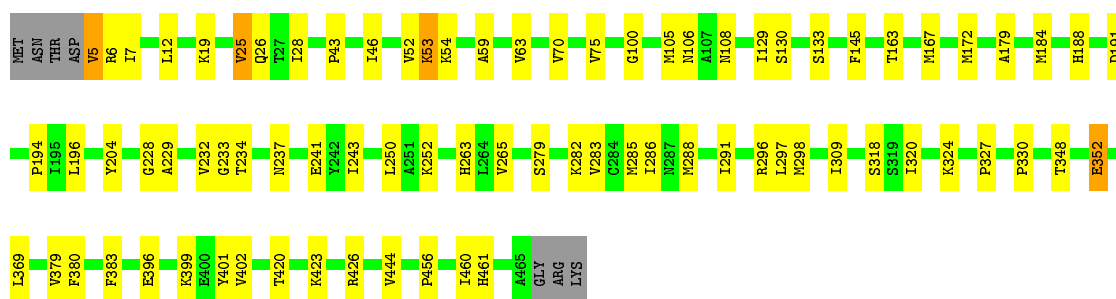 MET ASN THR ASP V5 R6 I7 L12 K19 V25 Q26 T27 I28 P43 I46 V52 K53 K54 A59 V63 V70 V75 G100 M105 N106 A107 N108 I129 S130 S133 F145 T163 M167 M172 A179 M184 H188 D191
P194 I195 L196 Y204 G228 A229 V232 G233 T234 N237 E241 Y242 I243 L250 A251 K252 H263 L264 V265 S279 K282 V283 C284 M285 I286 N287 M288 I291 R296 L297 M298 I309 S318 S319 I320 K324 P327 P330 T348 E352
L369 V379 F380 F383 E396 K399 E400 Y401 V402 T420 K423 R426 V444 P456 I460 H461 A465 GLY ARG LYS